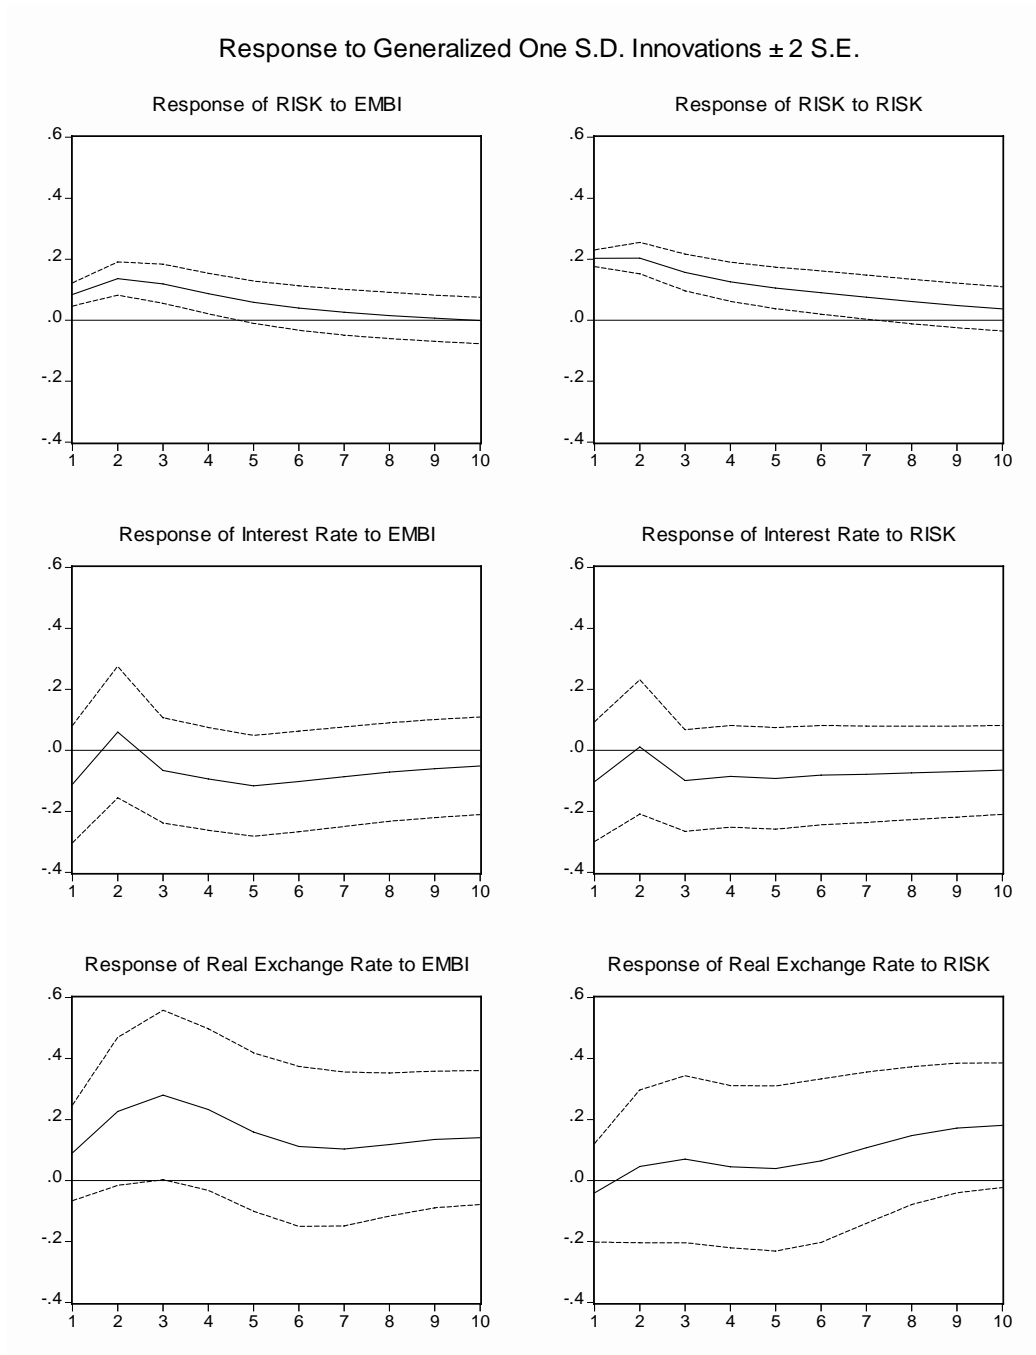 Response to Generalized One S.D. Innovations ± 2 S.E.
Response of RISK to EMBI
.6
.4
.2
.0
-.2
-.4
1 2 3 4 5 6 7 8 9 10
Response of RISK to RISK
.6
.4
.2
.0
-.2
-.4
1 2 3 4 5 6 7 8 9 10
Response of Interest Rate to EMBI
.6
.4
.2
.0
-.2
-.4
1 2 3 4 5 6 7 8 9 10
Response of Interest Rate to RISK
.6
.4
.2
.0
-.2
-.4
1 2 3 4 5 6 7 8 9 10
Response of Real Exchange Rate to EMBI
.6
.4
.2
.0
-.2
-.4
1 2 3 4 5 6 7 8 9 10
Response of Real Exchange Rate to RISK
.6
.4
.2
.0
-.2
-.4
1 2 3 4 5 6 7 8 9 10